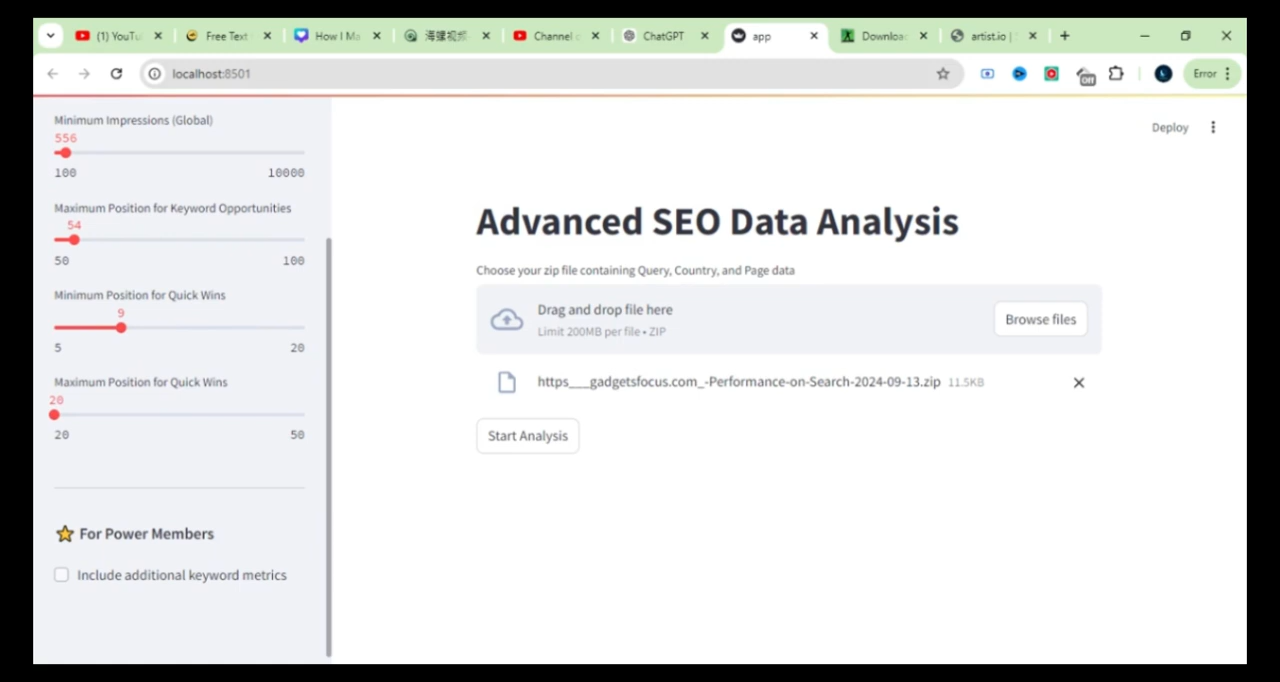 (1) YouTu
Free Text
How I Ma
Channel
ChatGPT
app
Downloa
artist.io |
localhost:8501
Error
Minimum Impressions (Global)
556
100 10000
Maximum Position for Keyword Opportunities
54
50 100
Minimum Position for Quick Wins
9
5 20
Maximum Position for Quick Wins
20
20 50
⭐ For Power Members
Include additional keyword metrics
Deploy
Advanced SEO Data Analysis
Choose your zip file containing Query, Country, and Page data
Drag and drop file here
Limit 200MB per file • ZIP
Browse files
https___gadgetsfocus.com_-Performance-on-Search-2024-09-13.zip 11.5KB
Start Analysis